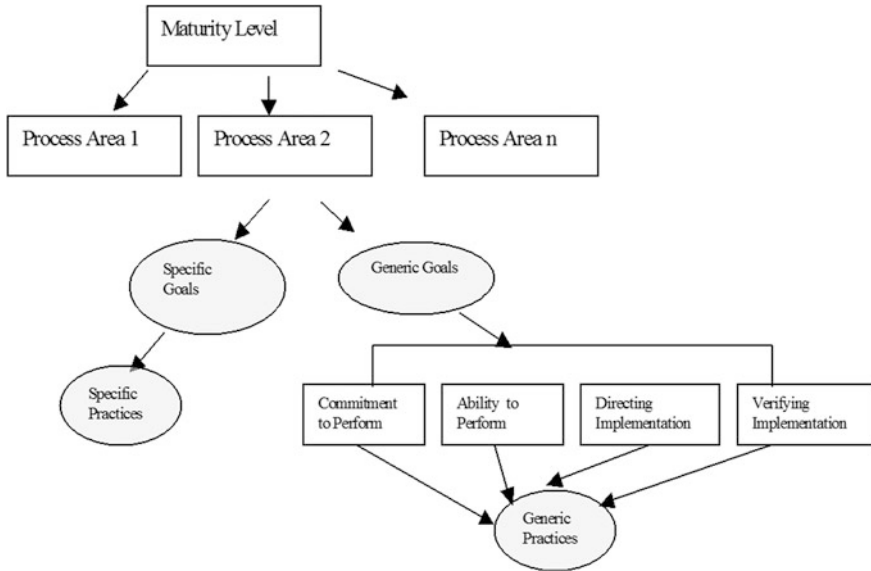 Maturity Level
Process Area 1
Process Area 2
Process Area n
Specific
Goals
Generic Goals
Specific
Practices
Commitment
to Perform
Ability to
Perform
Directing
Implementation
Verifying
Implementation
Generic
Practices